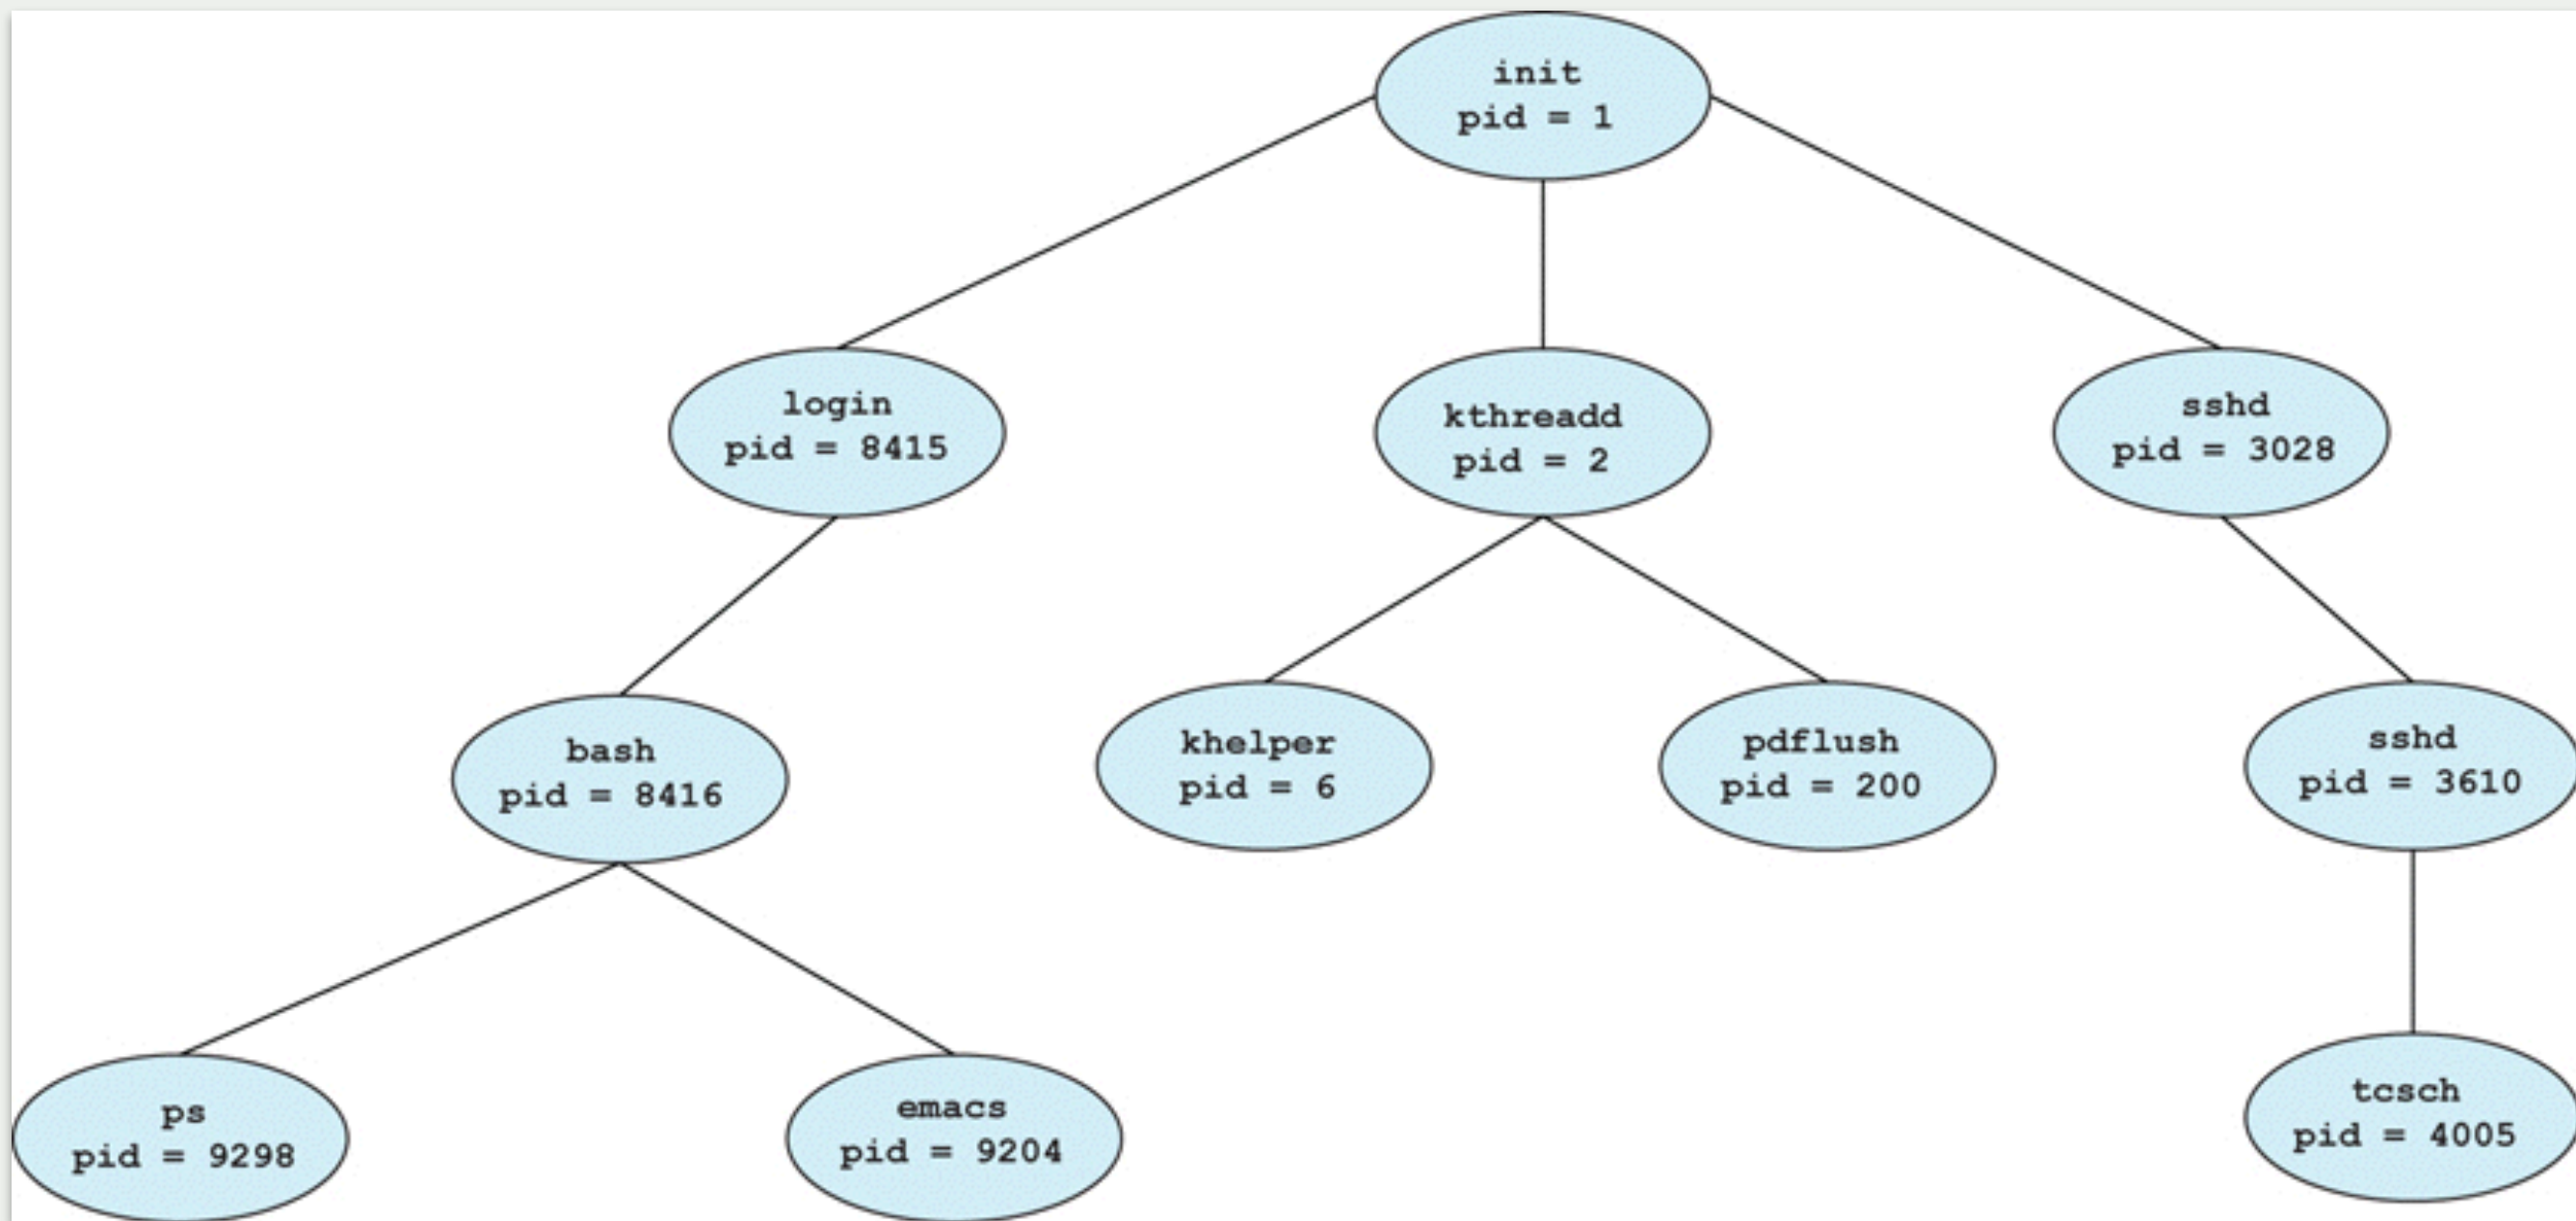 init
pid = 1
login
pid = 8415
kthreadd
pid = 2
sshd
pid = 3028
bash
pid = 8416
khelper
pid = 6
pdflush
pid = 200
sshd
pid = 3610
ps
pid = 9298
emacs
pid = 9204
tcsch
pid = 4005